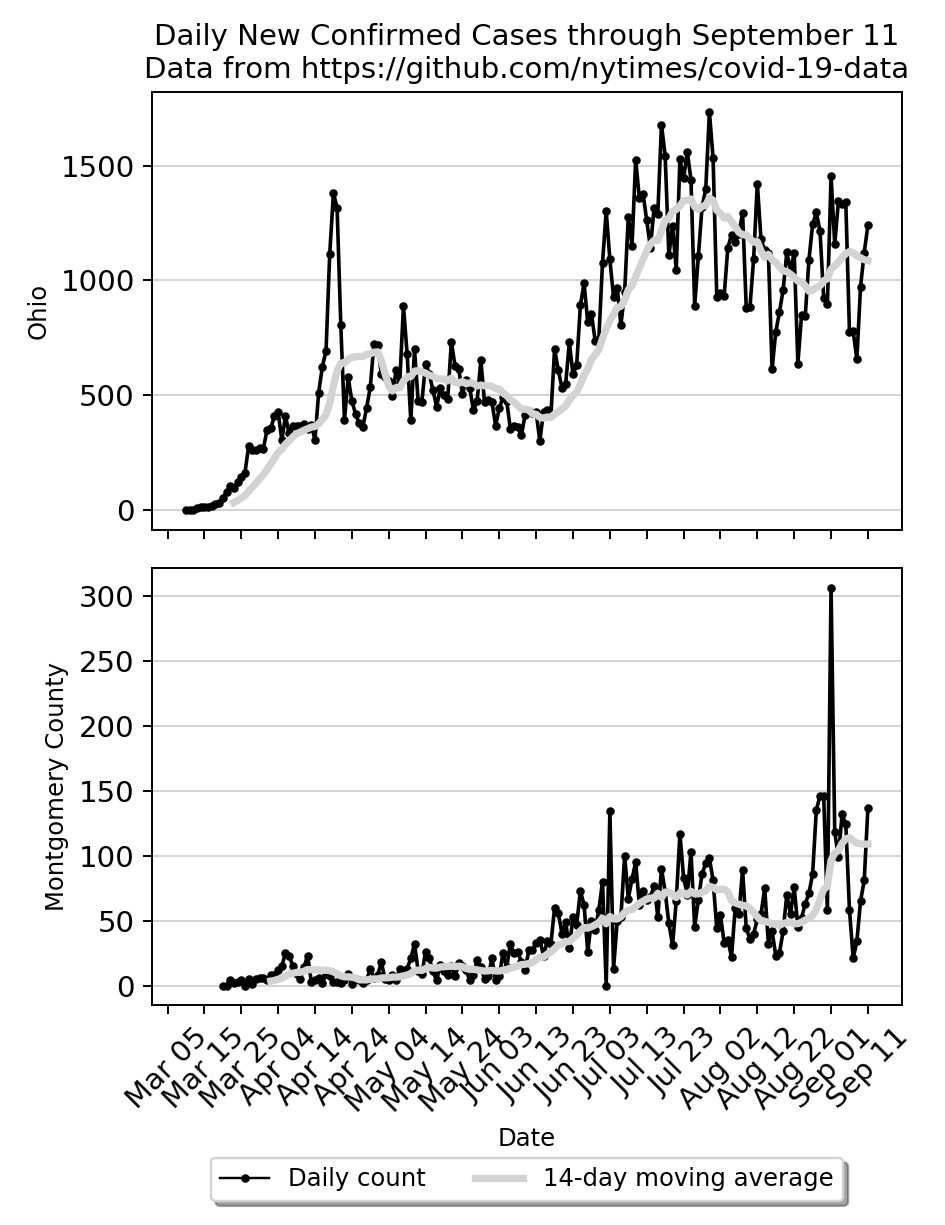 Daily New Confirmed Cases through September 11
Data from https://github.com/nytimes/covid-19-data
1500
1000
500
0
Ohio
300
250
200
150
100
50
0
Montgomery County
Mar 05
Mar 15
Mar 25
Apr 04
Apr 14
Apr 24
May 04
May 14
May 24
Jun 03
Jun 13
Jun 23
Jul 03
Jul 13
Jul 23
Aug 02
Aug 12
Aug 22
Sep 01
Sep 11
Date
Daily count
14-day moving average